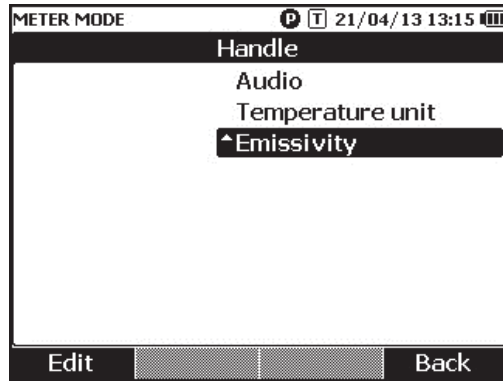 METER MODE P T 21/04/13 13:15
Handle
Audio
Temperature unit
Emissivity
Edit Back